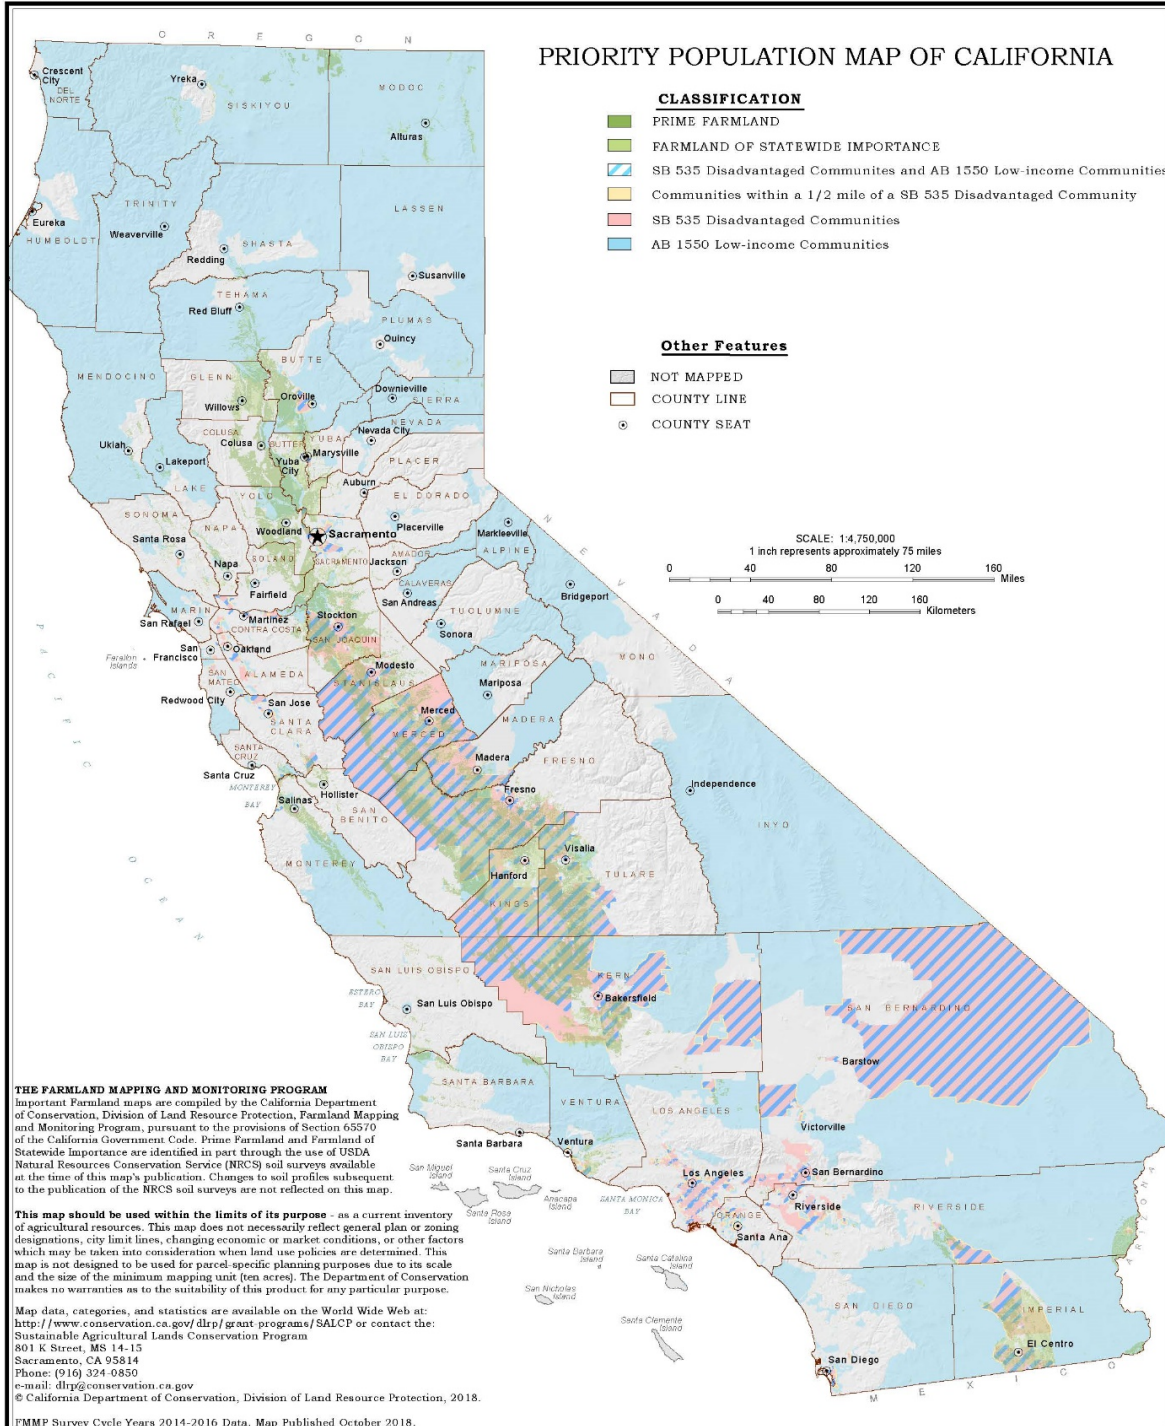 O R E G O N
PRIORITY POPULATION MAP OF CALIFORNIA
CLASSIFICATION
PRIME FARMLAND
FARMLAND OF STATEWIDE IMPORTANCE
SB 535 Disadvantaged Communites and AB 1550 Low-income Communities
Communities within a 1/2 mile of a SB 535 Disadvantaged Community
SB 535 Disadvantaged Communities
AB 1550 Low-income Communities
Other Features
NOT MAPPED
COUNTY LINE
COUNTY SEAT
SCALE: 1:4,750,000
1 inch represents approximately 75 miles
0 40 80 120 160
Miles
0 40 80 120 160
Kilometers
Crescent
City
DEL
NORTE
Yreka
SISKIYOU
MODOC
Alturas
Eureka
HUMBOLDT
TRINITY
Weaverville
SHASTA
Redding
LASSEN
Susanville
TEHAMA
Red Bluff
PLUMAS
Quincy
MENDOCINO
GLENN
Willows
BUTTE
Oroville
Downieville
SIERRA
NEVADA
Nevada City
Ukiah
Lakeport
LAKE
COLUSA
Colusa
SUTTER
YUBA
Yuba
City
Marysville
PLACER
Auburn
EL DORADO
Placerville
SONOMA
Santa Rosa
NAPA
Napa
YOLO
Woodland
Sacramento
SACRAMENTO
SOLANO
Fairfield
AMADOR
Jackson
ALPINE
Markleeville
CALAVERAS
San Andreas
N E V A D A
Bridgeport
MONO
TUOLUMNE
Sonora
MARIN
San Rafael
Martinez
CONTRA COSTA
Stockton
SAN JOAQUIN
San
Francisco
Oakland
ALAMEDA
Farallon
Islands
SAN
MATEO
Redwood City
Modesto
STANISLAUS
MARIPOSA
Mariposa
San Jose
SANTA
CLARA
Merced
MERCED
MADERA
Madera
SANTA
CRUZ
Santa Cruz
MONTEREY
BAY
Hollister
Salinas
SAN
BENITO
FRESNO
Fresno
Independence
INYO
MONTEREY
Visalia
TULARE
Hanford
KINGS
P A C I F I C
O C E A N
SAN LUIS OBISPO
San Luis Obispo
ESTERO
BAY
SAN LUIS
OBISPO
BAY
KERN
Bakersfield
SAN BERNARDINO
Barstow
SANTA BARBARA
Santa Barbara
VENTURA
Ventura
LOS ANGELES
Victorville
Los Angeles
San Bernardino
San Miguel
Island
Santa Cruz
Island
Santa Rosa
Island
Anacapa
Island
SANTA MONICA
BAY
ORANGE
Santa Ana
Riverside
RIVERSIDE
ARIZONA
Santa Barbara
Island
Santa Catalina
Island
San Nicholas
Island
Santa Clemente
Island
SAN DIEGO
San Diego
IMPERIAL
El Centro
M E X I C O
THE FARMLAND MAPPING AND MONITORING PROGRAM
Important Farmland maps are compiled by the California Department
of Conservation, Division of Land Resource Protection, Farmland Mapping
and Monitoring Program, pursuant to the provisions of Section 65570
of the California Government Code. Prime Farmland and Farmland of
Statewide Importance are identified in part through the use of USDA
Natural Resources Conservation Service (NRCS) soil surveys available
at the time of this map's publication. Changes to soil profiles subsequent
to the publication of the NRCS soil surveys are not reflected on this map.
This map should be used within the limits of its purpose - as a current inventory
of agricultural resources. This map does not necessarily reflect general plan or zoning
designations, city limit lines, changing economic or market conditions, or other factors
which may be taken into consideration when land use policies are determined. This
map is not designed to be used for parcel-specific planning purposes due to its scale
and the size of the minimum mapping unit (ten acres). The Department of Conservation
makes no warranties as to the suitability of this product for any particular purpose.
Map data, categories, and statistics are available on the World Wide Web at:
http://www.conservation.ca.gov/dlrp/grant-programs/SALCP or contact the:
Sustainable Agricultural Lands Conservation Program
801 K Street, MS 14-15
Sacramento, CA 95814
Phone: (916) 324-0850
e-mail: dlrp@conservation.ca.gov
© California Department of Conservation, Division of Land Resource Protection, 2018.
FMMP Survey Cycle Years 2014-2016 Data. Map Published October 2018.